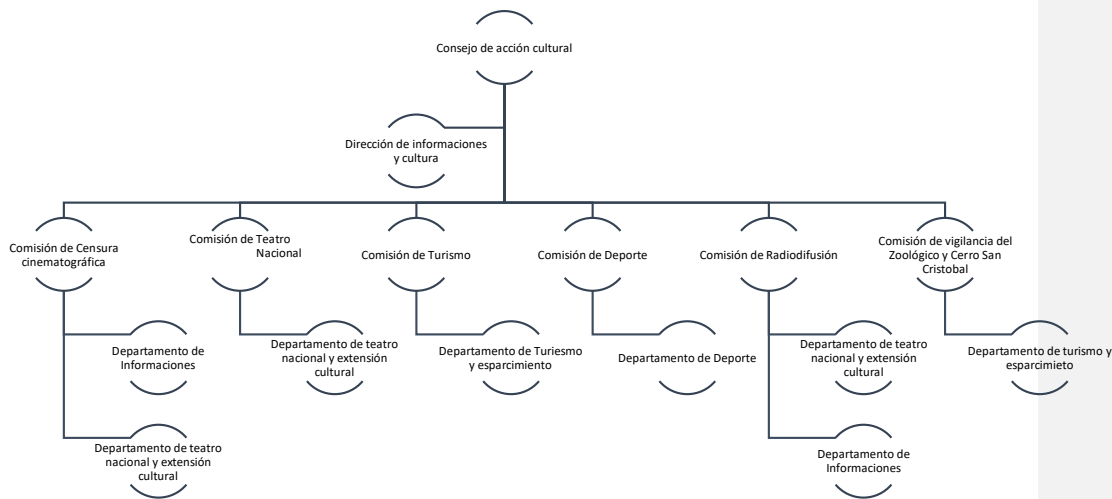 Consejo de acción cultural
Dirección de informaciones
y cultura
Comisión de Censura
cinematográfica
Comisión de Teatro
Nacional
Comisión de Turismo
Comisión de Deporte
Comisión de Radiodifusión
Comisión de vigilancia del
Zoológico y Cerro San
Cristobal
Departamento de
Informaciones
Departamento de teatro
nacional y extensión
cultural
Departamento de Turiesmo
y esparcimiento
Departamento de Deporte
Departamento de teatro
nacional y extensión
cultural
Departamento de turismo y
esparcimieto
Departamento de teatro
nacional y extensión
cultural
Departamento de
Informaciones